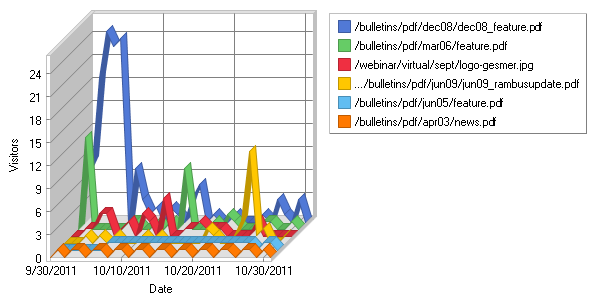 /bulletins/pdf/dec08/dec08_feature.pdf
/bulletins/pdf/mar06/feature.pdf
/webinar/virtual/sept/logo-gesmer.jpg
.../bulletins/pdf/jun09/jun09_rambusupdate.pdf
/bulletins/pdf/jun05/feature.pdf
/bulletins/pdf/apr03/news.pdf
Visitors
24
21
18
15
12
9
6
3
0
9/30/2011 10/10/2011 10/20/2011 10/30/2011
Date